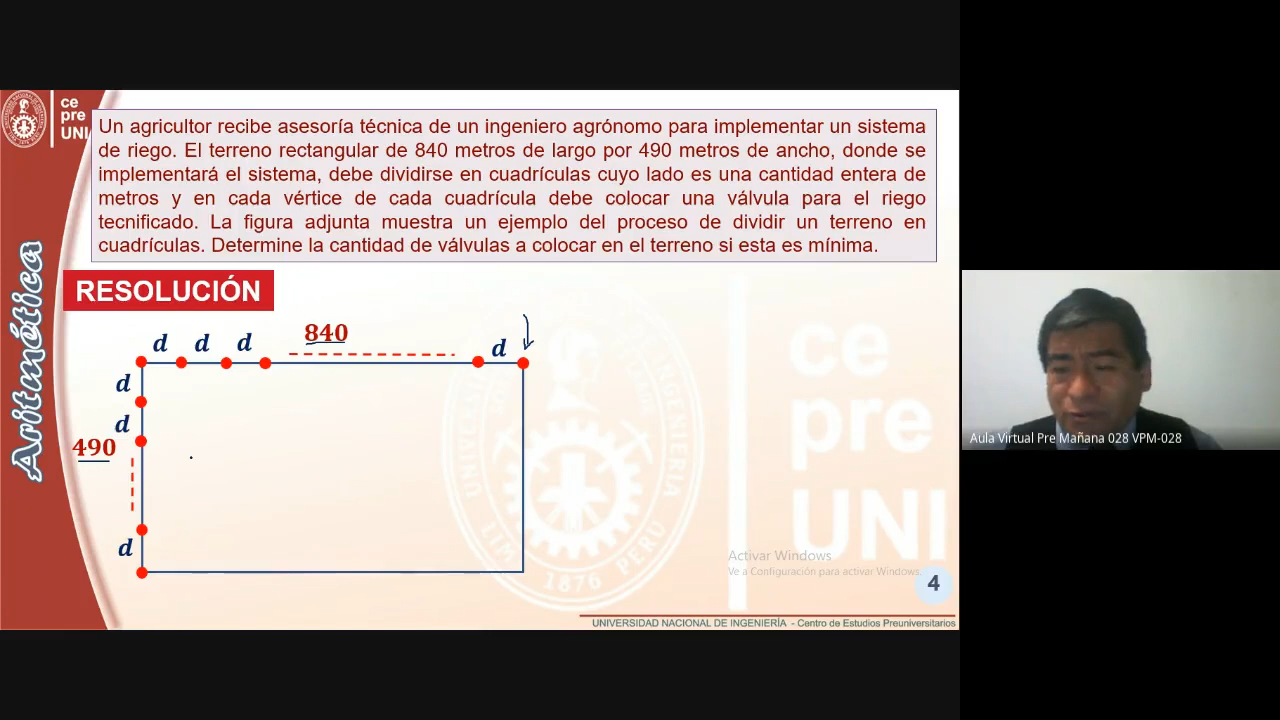 ce
pre
UNI
Un agricultor recibe asesoría técnica de un ingeniero agrónomo para implementar un sistema
de riego. El terreno rectangular de 840 metros de largo por 490 metros de ancho, donde se
implementará el sistema, debe dividirse en cuadrículas cuyo lado es una cantidad entera de
metros y en cada vértice de cada cuadrícula debe colocar una válvula para el riego
tecnificado. La figura adjunta muestra un ejemplo del proceso de dividir un terreno en
cuadrículas. Determine la cantidad de válvulas a colocar en el terreno si esta es mínima.
Aritmética
RESOLUCIÓN
840
d d d d
d
d
490
d
ce
pre
UNI
1876
Activar Windows
Ve a Configuración para activar Windows.
4
UNIVERSIDAD NACIONAL DE INGENIERÍA - Centro de Estudios Preuniversitarios
Aula Virtual Pre Mañana 028 VPM-028